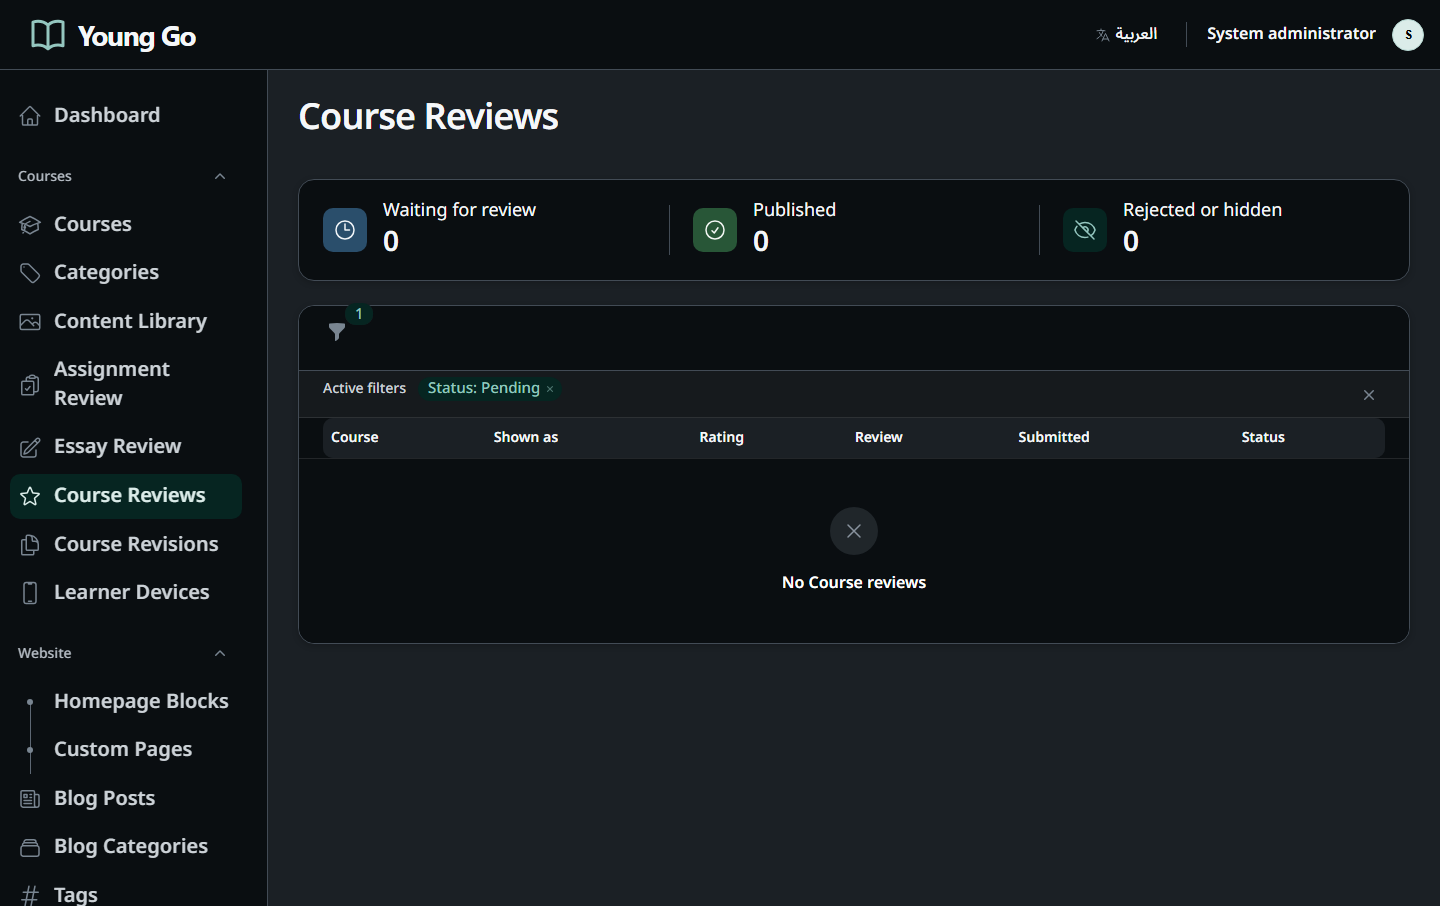 Young Go
العربية
System administrator
S
Dashboard
Courses
Courses
Categories
Content Library
Assignment
Review
Essay Review
Course Reviews
Course Revisions
Learner Devices
Website
Homepage Blocks
Custom Pages
Blog Posts
Blog Categories
Tags
Course Reviews
Waiting for review
0
Published
0
Rejected or hidden
0
1
Active filters
Status: Pending
Course Shown as Rating Review Submitted Status
No Course reviews